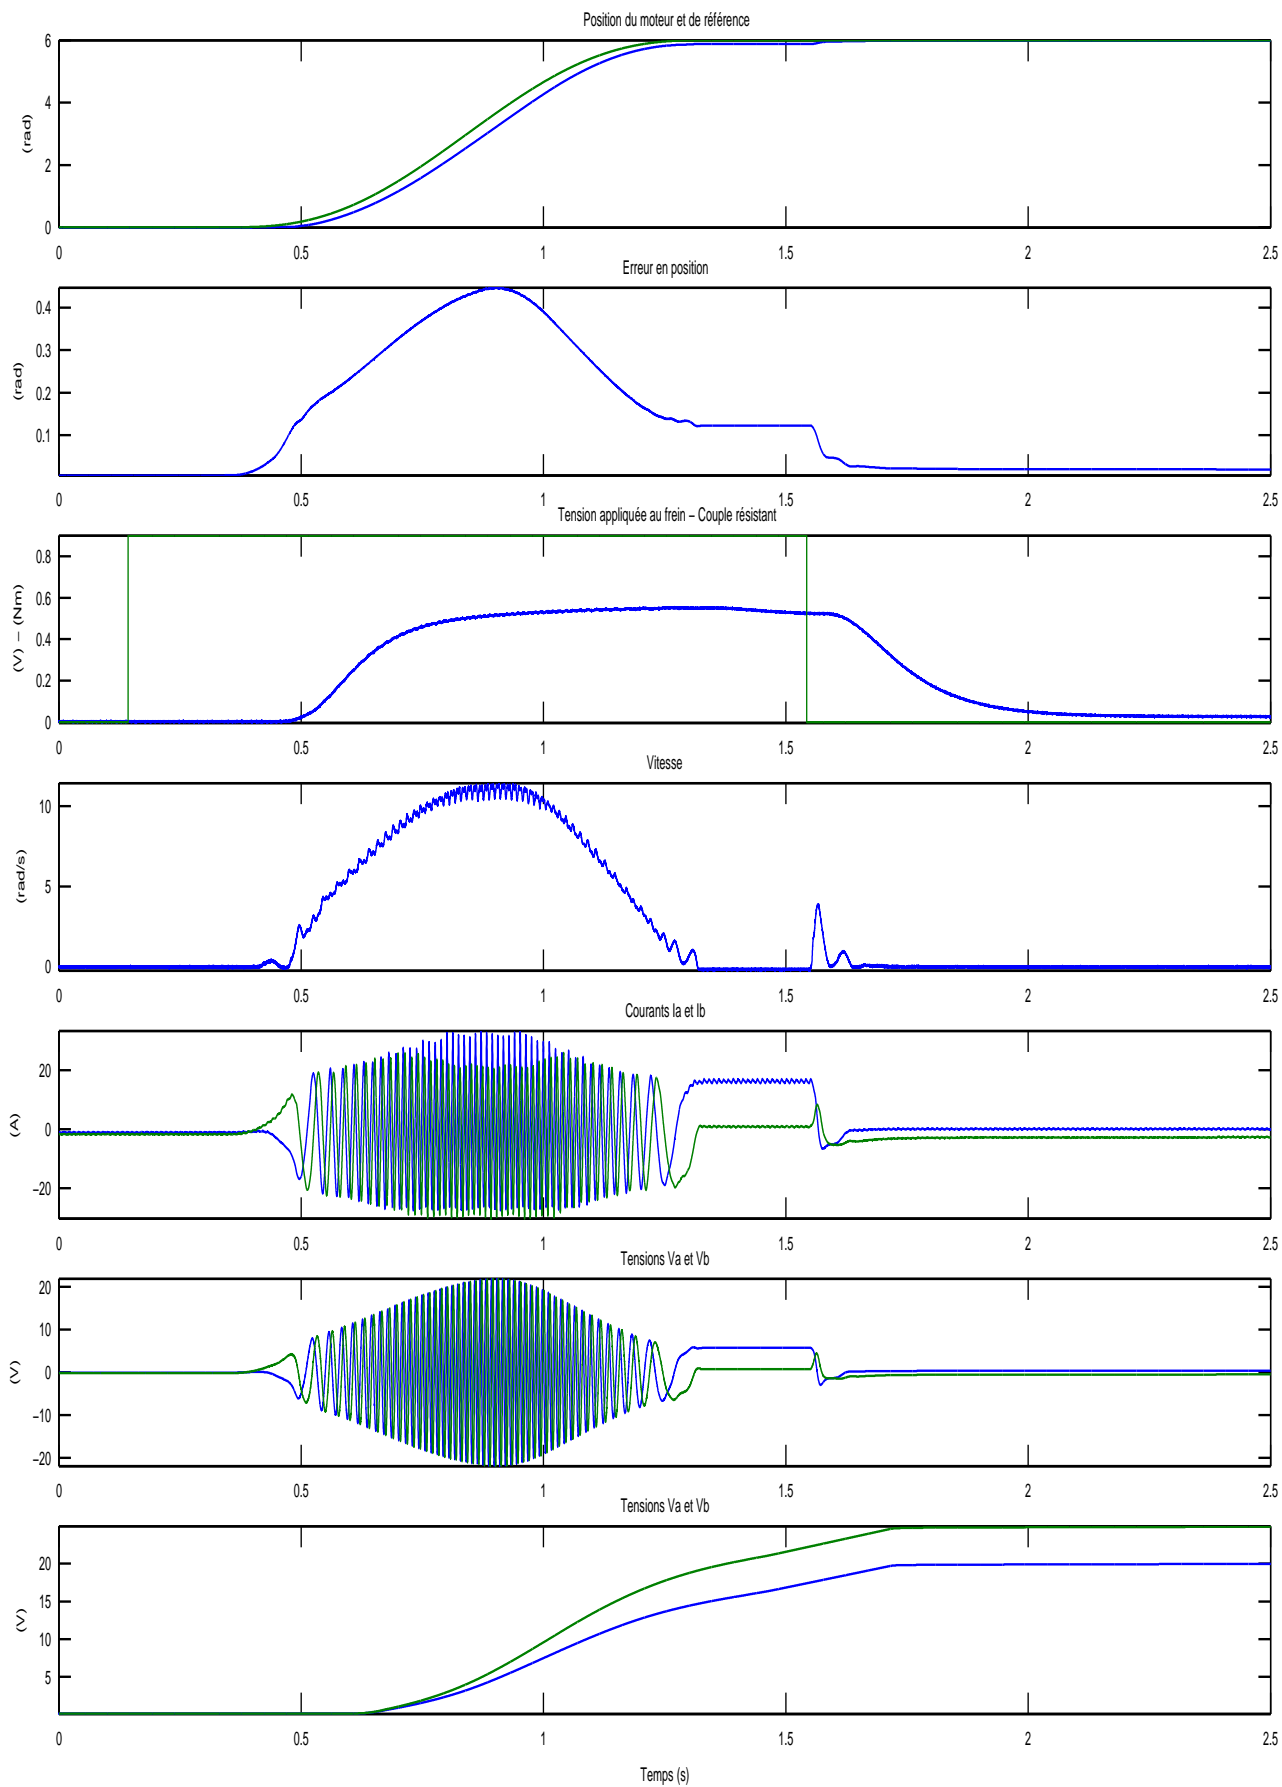 Position du moteur et de référence
6
4
2
0
(rad)
0 0.5 1 1.5 2 2.5
Erreur en position
0.4
0.3
0.2
0.1
(rad)
0 0.5 1 1.5 2 2.5
Tension appliquée au frein – Couple résistant
0.8
0.6
0.4
0.2
0
(V) – (Nm)
0 0.5 1 1.5 2 2.5
Vitesse
10
5
0
(rad/s)
0 0.5 1 1.5 2 2.5
Courants Ia et Ib
20
0
−20
(A)
0 0.5 1 1.5 2 2.5
Tensions Va et Vb
20
10
0
−10
−20
(V)
0 0.5 1 1.5 2 2.5
Tensions Va et Vb
20
15
10
5
(V)
0 0.5 1 1.5 2 2.5
Temps (s)